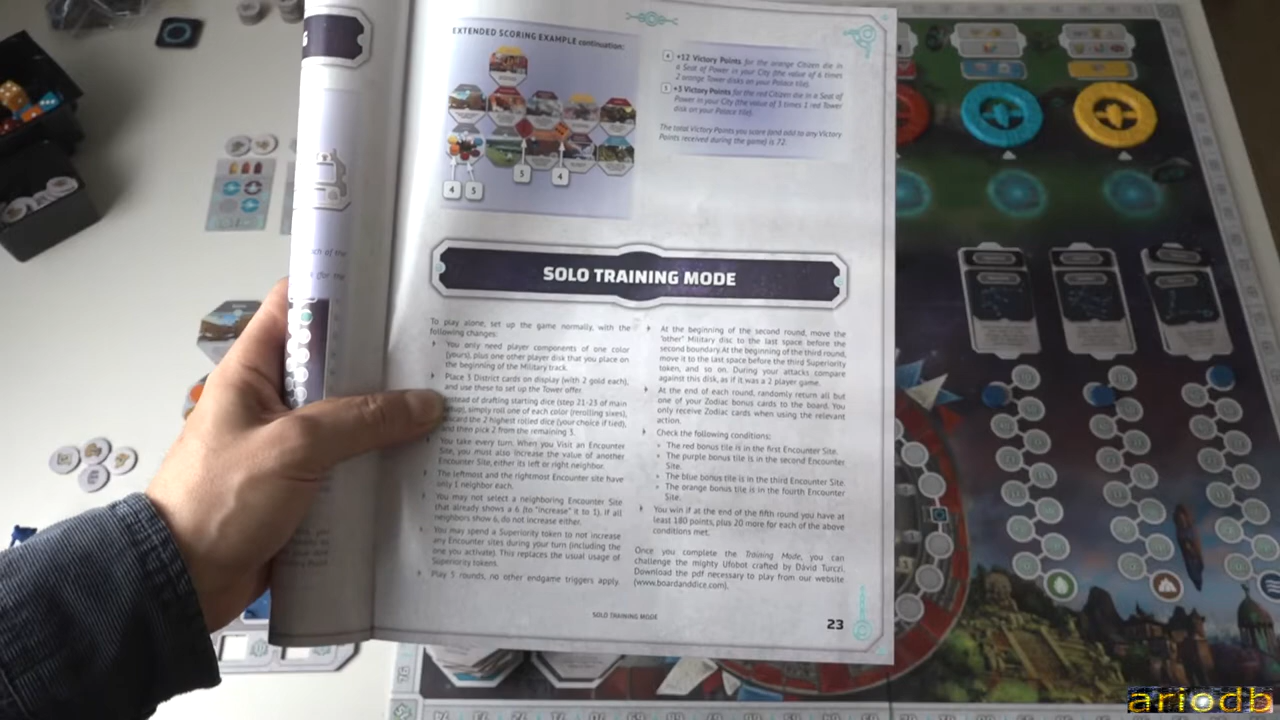 EXTENDED SCORING EXAMPLE continuation:
4 +12 Victory Points for the orange Citizen die in
a Seat of Power in your City (the value of 6 times
2 orange Tower disks on your Palace tile).
5 +3 Victory Points for the red Citizen die in a Seat of
Power in your City (the value of 3 times 1 red Tower
disk on your Palace tile).
The total Victory Points you score (and add to any Victory
Points received during the game) is 72.
4 5 5 4
SOLO TRAINING MODE
To play alone, set up the game normally, with the
following changes:
You only need player components of one color
(yours), plus one other player disk that you place on
the beginning of the Military track.
Place 3 District cards on display (with 2 gold each),
and use these to set up the Tower offer.
Instead of drafting starting dice (step 21-23 of main
setup), simply roll one of each color (rerolling sixes),
discard the 2 highest rolled dice (your choice if tied),
and then pick 2 from the remaining 3.
You take every turn. When you Visit an Encounter
Site, you must also increase the value of another
Encounter Site, either its left or right neighbor.
The leftmost and the rightmost Encounter site have
only 1 neighbor each.
You may not select a neighboring Encounter Site
that already shows a 6 (to "increase" it to 1). If all
neighbors show 6, do not increase either.
You may spend a Superiority token to not increase
any Encounter sites during your turn (including the
one you activate). This replaces the usual usage of
Superiority tokens.
Play 5 rounds, no other endgame triggers apply.
At the beginning of the second round, move the
"other" Military disc to the last space before the
second boundary. At the beginning of the third round,
move it to the last space before the third Superiority
token, and so on. During your attacks compare
against this disk, as if it was a 2 player game.
At the end of each round, randomly return all but
one of your Zodiac bonus cards to the board. You
only receive Zodiac cards when using the relevant
action.
Check the following conditions:
The red bonus tile is in the first Encounter Site.
The purple bonus tile is in the second Encounter
Site.
The blue bonus tile is in the third Encounter Site.
The orange bonus tile is in the fourth Encounter
Site.
You win if at the end of the fifth round you have at
least 180 points, plus 20 more for each of the above
conditions met.
Once you complete the Training Mode, you can
challenge the mighty Ufobot crafted by Dávid Turczi.
Download the pdf necessary to play from our website
(www.boardanddice.com).
SOLO TRAINING MODE
23
ariodb